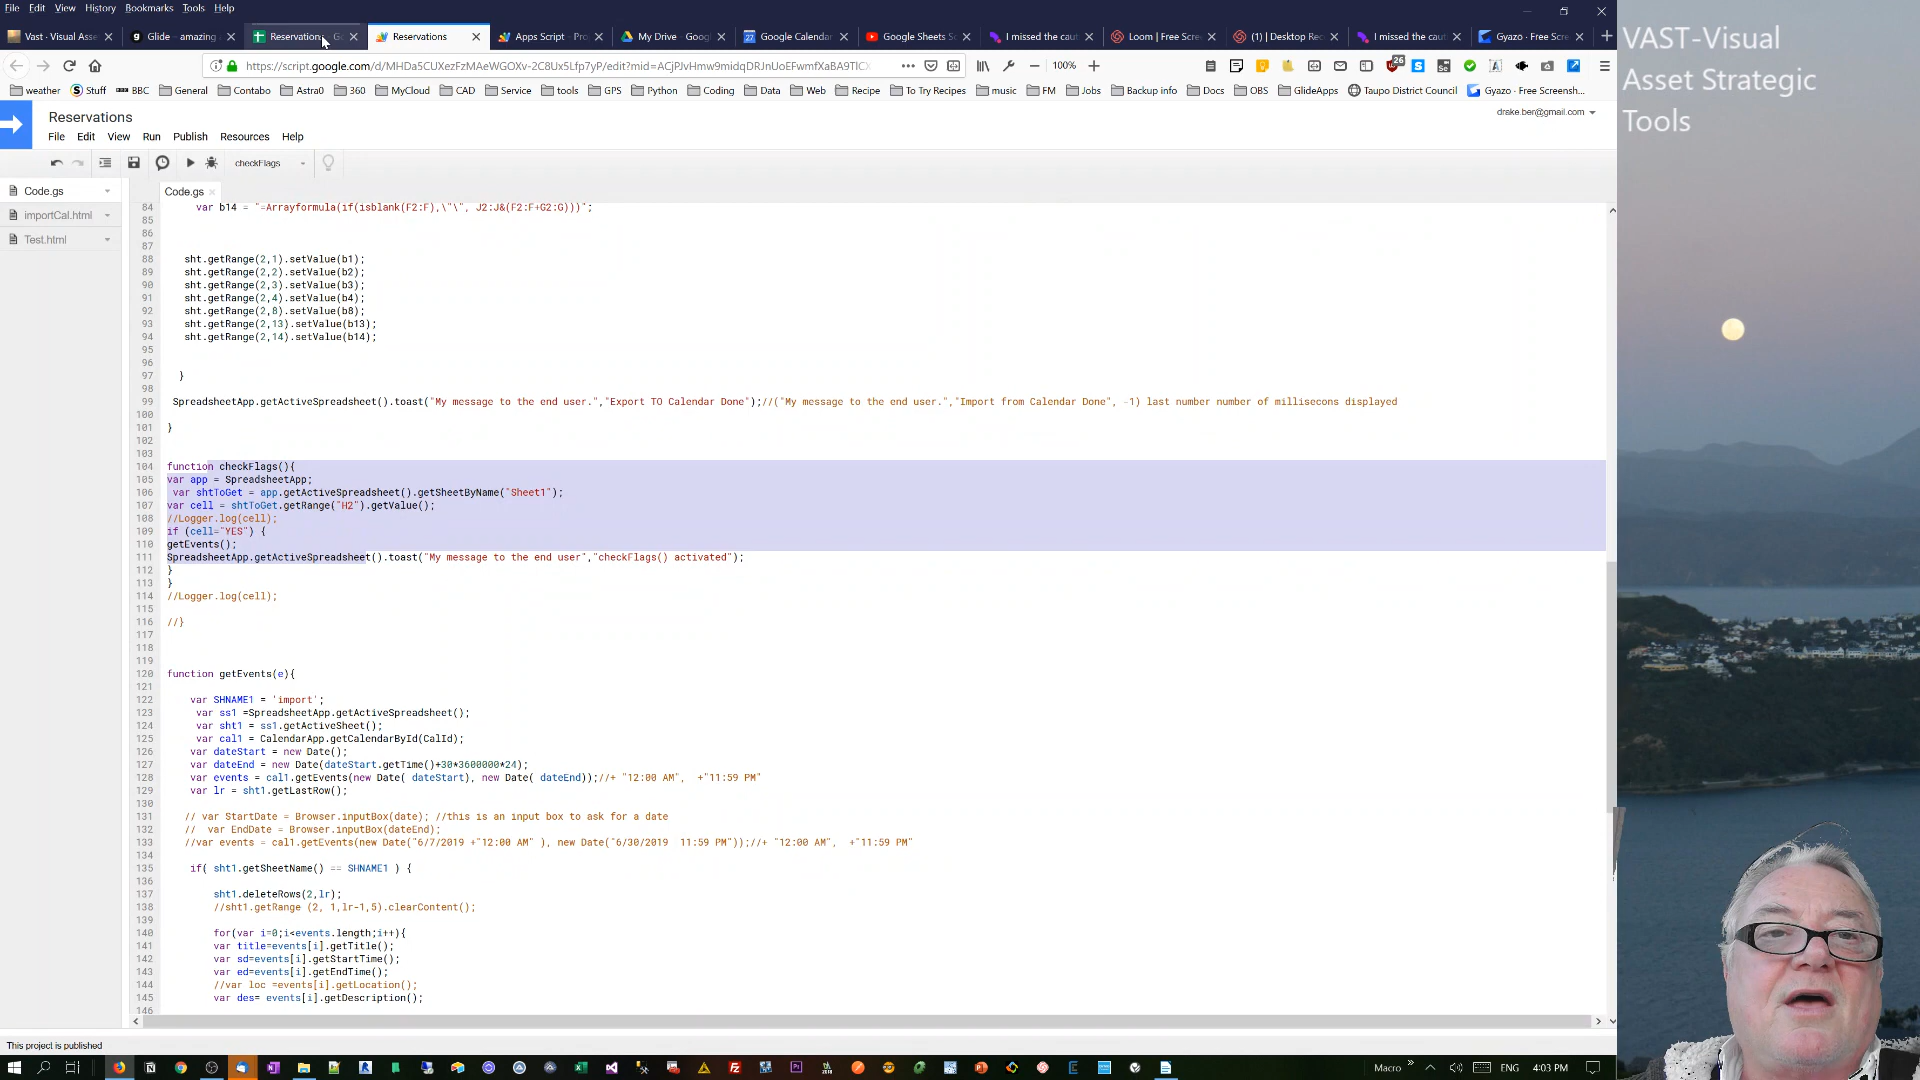 File Edit View History Bookmarks Tools Help
Vast - Visual Asse Glide – amazing Reservations - Go Reservations Apps Script - Pro My Drive - Googl Google Calendar Google Sheets Sc I missed the caut Loom | Free Scre (1) | Desktop Rec I missed the caut Gyazo - Free Scre
https://script.google.com/d/MHDa5CUXezFzMAeWGOXv-2C8Ux5Lfp7yP/edit?mid=ACjPJvHmw9midqDRJnUoEFwmfXaBA9TICX 100% 26
weather Stuff BBC General Contabo Astra0 360 MyCloud CAD Service tools GPS Python Coding Data Web Recipe To Try Recipes music FM Jobs Backup info Docs OBS GlideApps Taupo District Council Gyazo - Free Screensh...
Reservations
drake.ber@gmail.com
File Edit View Run Publish Resources Help
checkFlags
Code.gs
importCal.html
Test.html
Code.gs
84 var b14 = "=Arrayformula(if(isblank(F2:F),\"\", J2:J&(F2:F+G2:G)))";
85
86
87
88 sht.getRange(2,1).setValue(b1);
89 sht.getRange(2,2).setValue(b2);
90 sht.getRange(2,3).setValue(b3);
91 sht.getRange(2,4).setValue(b4);
92 sht.getRange(2,8).setValue(b8);
93 sht.getRange(2,13).setValue(b13);
94 sht.getRange(2,14).setValue(b14);
95
96
97 }
98
99 SpreadsheetApp.getActiveSpreadsheet().toast("My message to the end user.","Export TO Calendar Done");//("My message to the end user.","Import from Calendar Done", -1) last number number of millisecons displayed
100
101 }
102
103
104 function checkFlags(){
105 var app = SpreadsheetApp;
106 var shtToGet = app.getActiveSpreadsheet().getSheetByName("Sheet1");
107 var cell = shtToGet.getRange("H2").getValue();
108 //Logger.log(cell);
109 if (cell="YES") {
110 getEvents();
111 SpreadsheetApp.getActiveSpreadsheet().toast("My message to the end user","checkFlags() activated");
112 }
113 }
114 //Logger.log(cell);
115
116 //}
117
118
119
120 function getEvents(e){
121
122 var SHNAME1 = 'import';
123 var ss1 =SpreadsheetApp.getActiveSpreadsheet();
124 var sht1 = ss1.getActiveSheet();
125 var cal1 = CalendarApp.getCalendarById(CalId);
126 var dateStart = new Date();
127 var dateEnd = new Date(dateStart.getTime()+30*3600000*24);
128 var events = cal1.getEvents(new Date( dateStart), new Date( dateEnd));//+ "12:00 AM", +"11:59 PM"
129 var lr = sht1.getLastRow();
130
131 // var StartDate = Browser.inputBox(date); //this is an input box to ask for a date
132 // var EndDate = Browser.inputBox(dateEnd);
133 //var events = cal1.getEvents(new Date("6/7/2019 +"12:00 AM" ), new Date("6/30/2019 11:59 PM"));//+ "12:00 AM", +"11:59 PM"
134
135 if( sht1.getSheetName() == SHNAME1 ) {
136
137 sht1.deleteRows(2,lr);
138 //sht1.getRange (2, 1,lr-1,5).clearContent();
139
140 for(var i=0;i<events.length;i++){
141 var title=events[i].getTitle();
142 var sd=events[i].getStartTime();
143 var ed=events[i].getEndTime();
144 //var loc =events[i].getLocation();
145 var des= events[i].getDescription();
146
This project is published
Macro ENG 4:03 PM
VAST-Visual
Asset Strategic
Tools